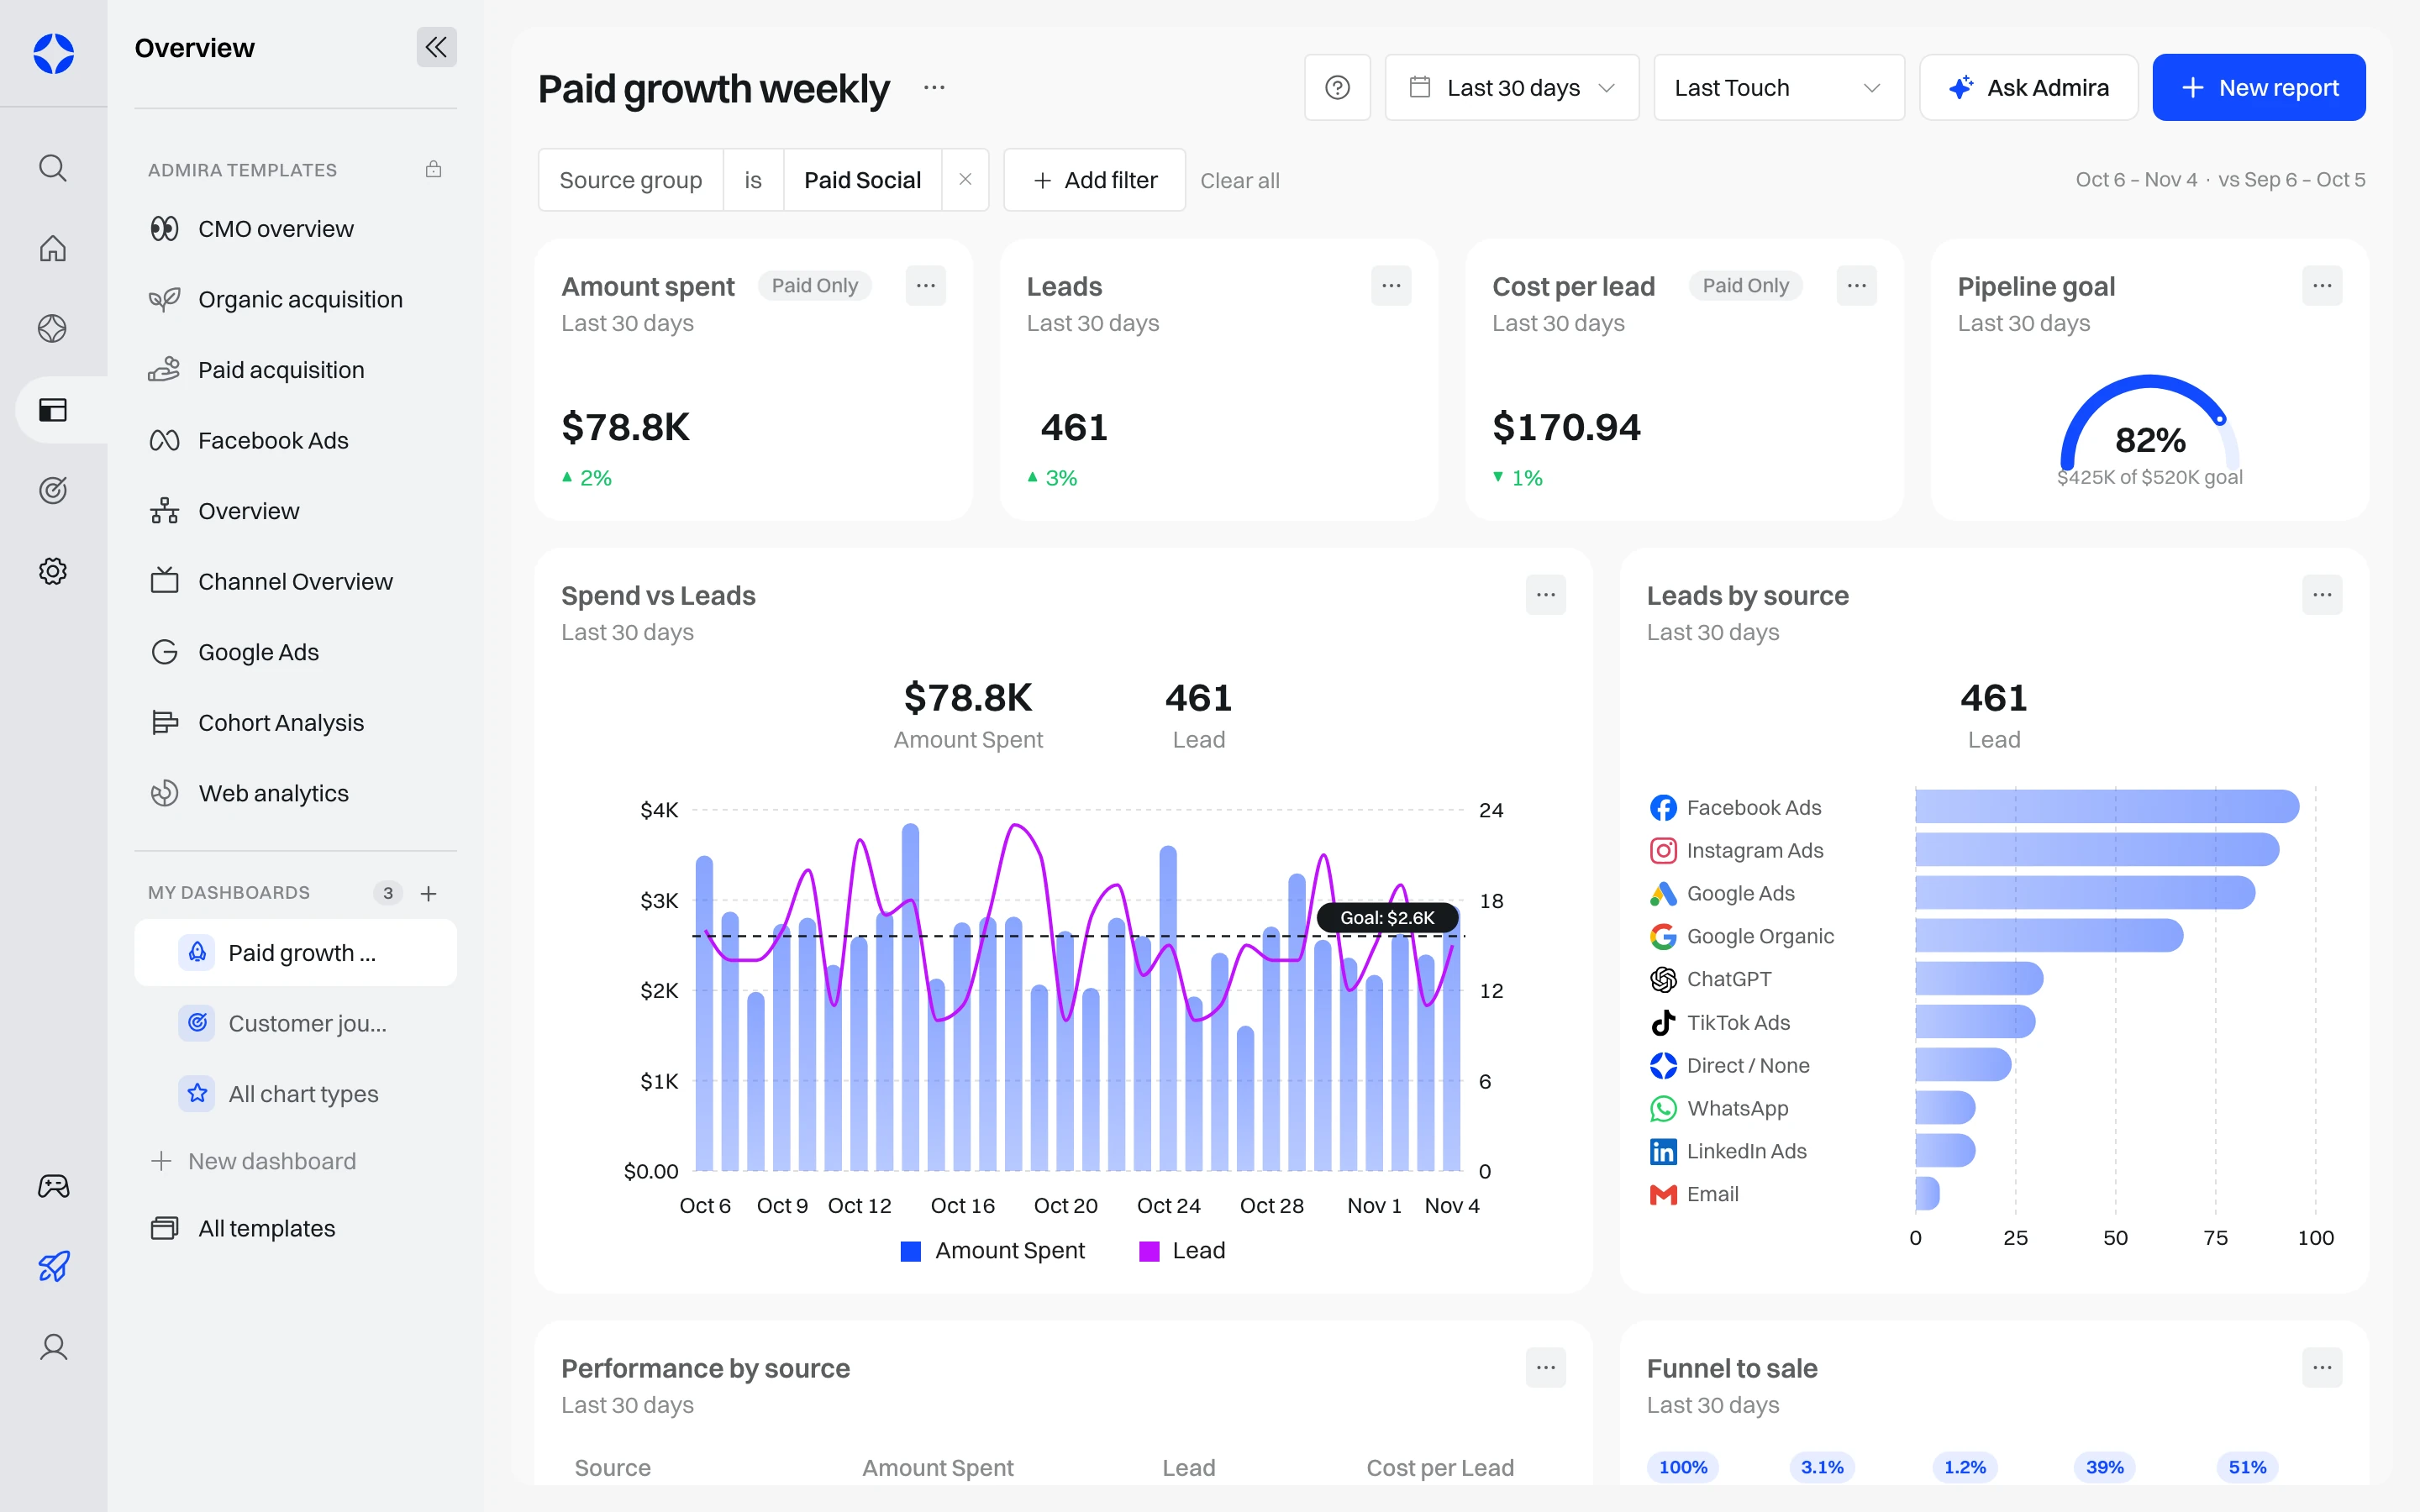 Overview
ADMIRA TEMPLATES
CMO overview
Organic acquisition
Paid acquisition
Facebook Ads
Overview
Channel Overview
Google Ads
Cohort Analysis
Web analytics
MY DASHBOARDS 3
Paid growth ...
Customer jou...
All chart types
New dashboard
All templates
Paid growth weekly
Last 30 days
Last Touch
Ask Admira
New report
Source group is Paid Social
Add filter
Clear all
Oct 6 – Nov 4 · vs Sep 6 – Oct 5
Amount spent Paid Only
Last 30 days
$78.8K
2%
Leads
Last 30 days
461
3%
Cost per lead Paid Only
Last 30 days
$170.94
1%
Pipeline goal
Last 30 days
82%
$425K of $520K goal
Spend vs Leads
Last 30 days
$78.8K 461
Amount Spent Lead
$4K 24
$3K 18
Goal: $2.6K
$2K 12
$1K 6
$0.00 0
Oct 6 Oct 9 Oct 12 Oct 16 Oct 20 Oct 24 Oct 28 Nov 1 Nov 4
Amount Spent Lead
Leads by source
Last 30 days
461
Lead
Facebook Ads
Instagram Ads
Google Ads
Google Organic
ChatGPT
TikTok Ads
Direct / None
WhatsApp
LinkedIn Ads
Email
0 25 50 75 100
Performance by source
Last 30 days
Source Amount Spent Lead Cost per Lead
Funnel to sale
Last 30 days
100% 3.1% 1.2% 39% 51%